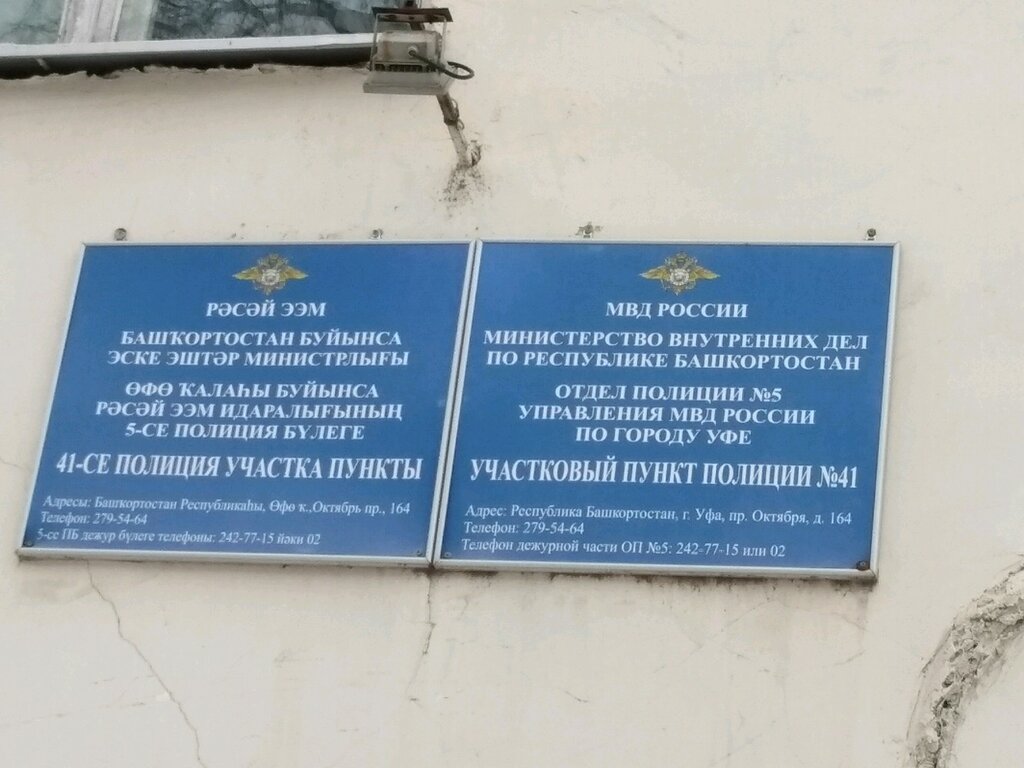 РӘСӘЙ ЭЭМ
БАШҠОРТОСТАН БУЙЫНСА
ЭСКЕ ЭШТӘР МИНИСТРЛЫҒЫ
ӨФӨ ҠАЛАҺЫ БУЙЫНСА
РӘСӘЙ ЭЭМ ИДАРАЛЫҒЫНЫҢ
5-СЕ ПОЛИЦИЯ БҮЛЕГЕ
41-СЕ ПОЛИЦИЯ УЧАСТКА ПУНКТЫ
Адресы: Башҡортостан Республикаһы, Өфө ҡ.,Октябрь пр., 164
Телефон: 279-54-64
5-се ПБ дежур бүлеге телефоны: 242-77-15 йәки 02
МВД РОССИИ
МИНИСТЕРСТВО ВНУТРЕННИХ ДЕЛ
ПО РЕСПУБЛИКЕ БАШКОРТОСТАН
ОТДЕЛ ПОЛИЦИИ №5
УПРАВЛЕНИЯ МВД РОССИИ
ПО ГОРОДУ УФЕ
УЧАСТКОВЫЙ ПУНКТ ПОЛИЦИИ №41
Адрес: Республика Башкортостан, г. Уфа, пр. Октября, д. 164
Телефон: 279-54-64
Телефон дежурной части ОП №5: 242-77-15 или 02